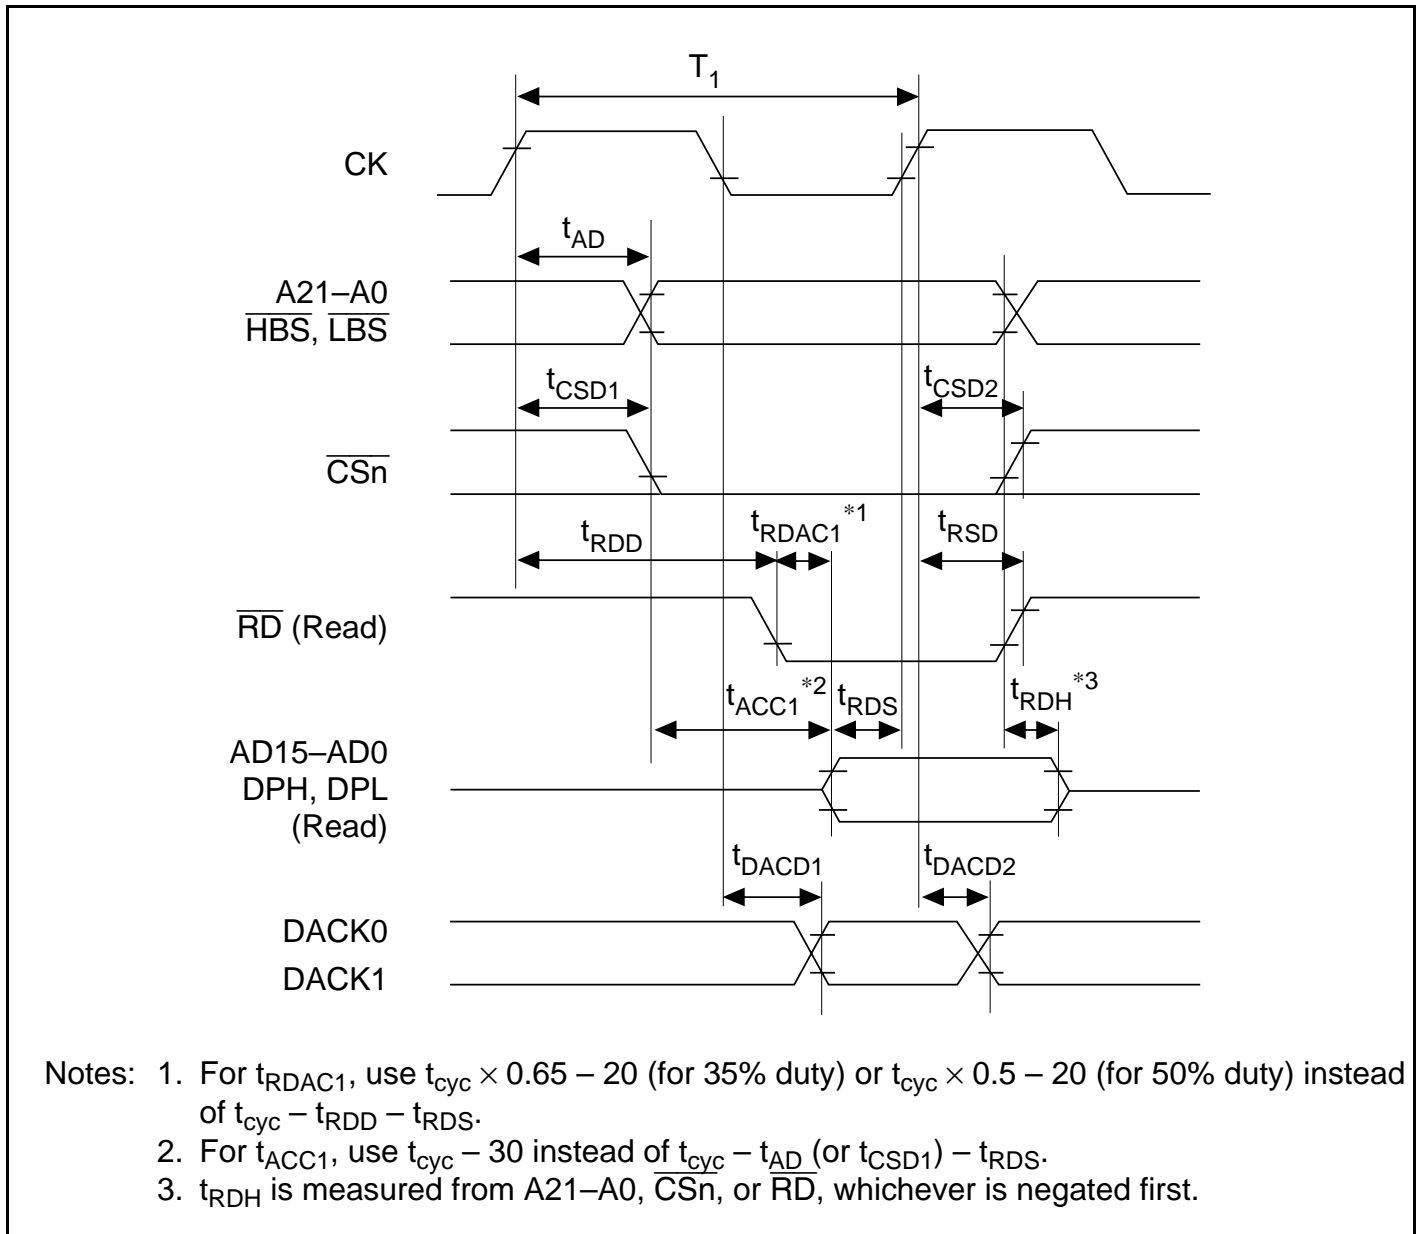 T1
CK
tAD
A21–A0
HBS, LBS
tCSD1
tCSD2
CSn
tRDD
tRDAC1*1
tRSD
RD (Read)
tACC1*2
tRDS
tRDH*3
AD15–AD0
DPH, DPL
(Read)
tDACD1
tDACD2
DACK0
DACK1
Notes: 1. For tRDAC1, use tcyc × 0.65 – 20 (for 35% duty) or tcyc × 0.5 – 20 (for 50% duty) instead
of tcyc – tRDD – tRDS.
2. For tACC1, use tcyc – 30 instead of tcyc – tAD (or tCSD1) – tRDS.
3. tRDH is measured from A21–A0, CSn, or RD, whichever is negated first.